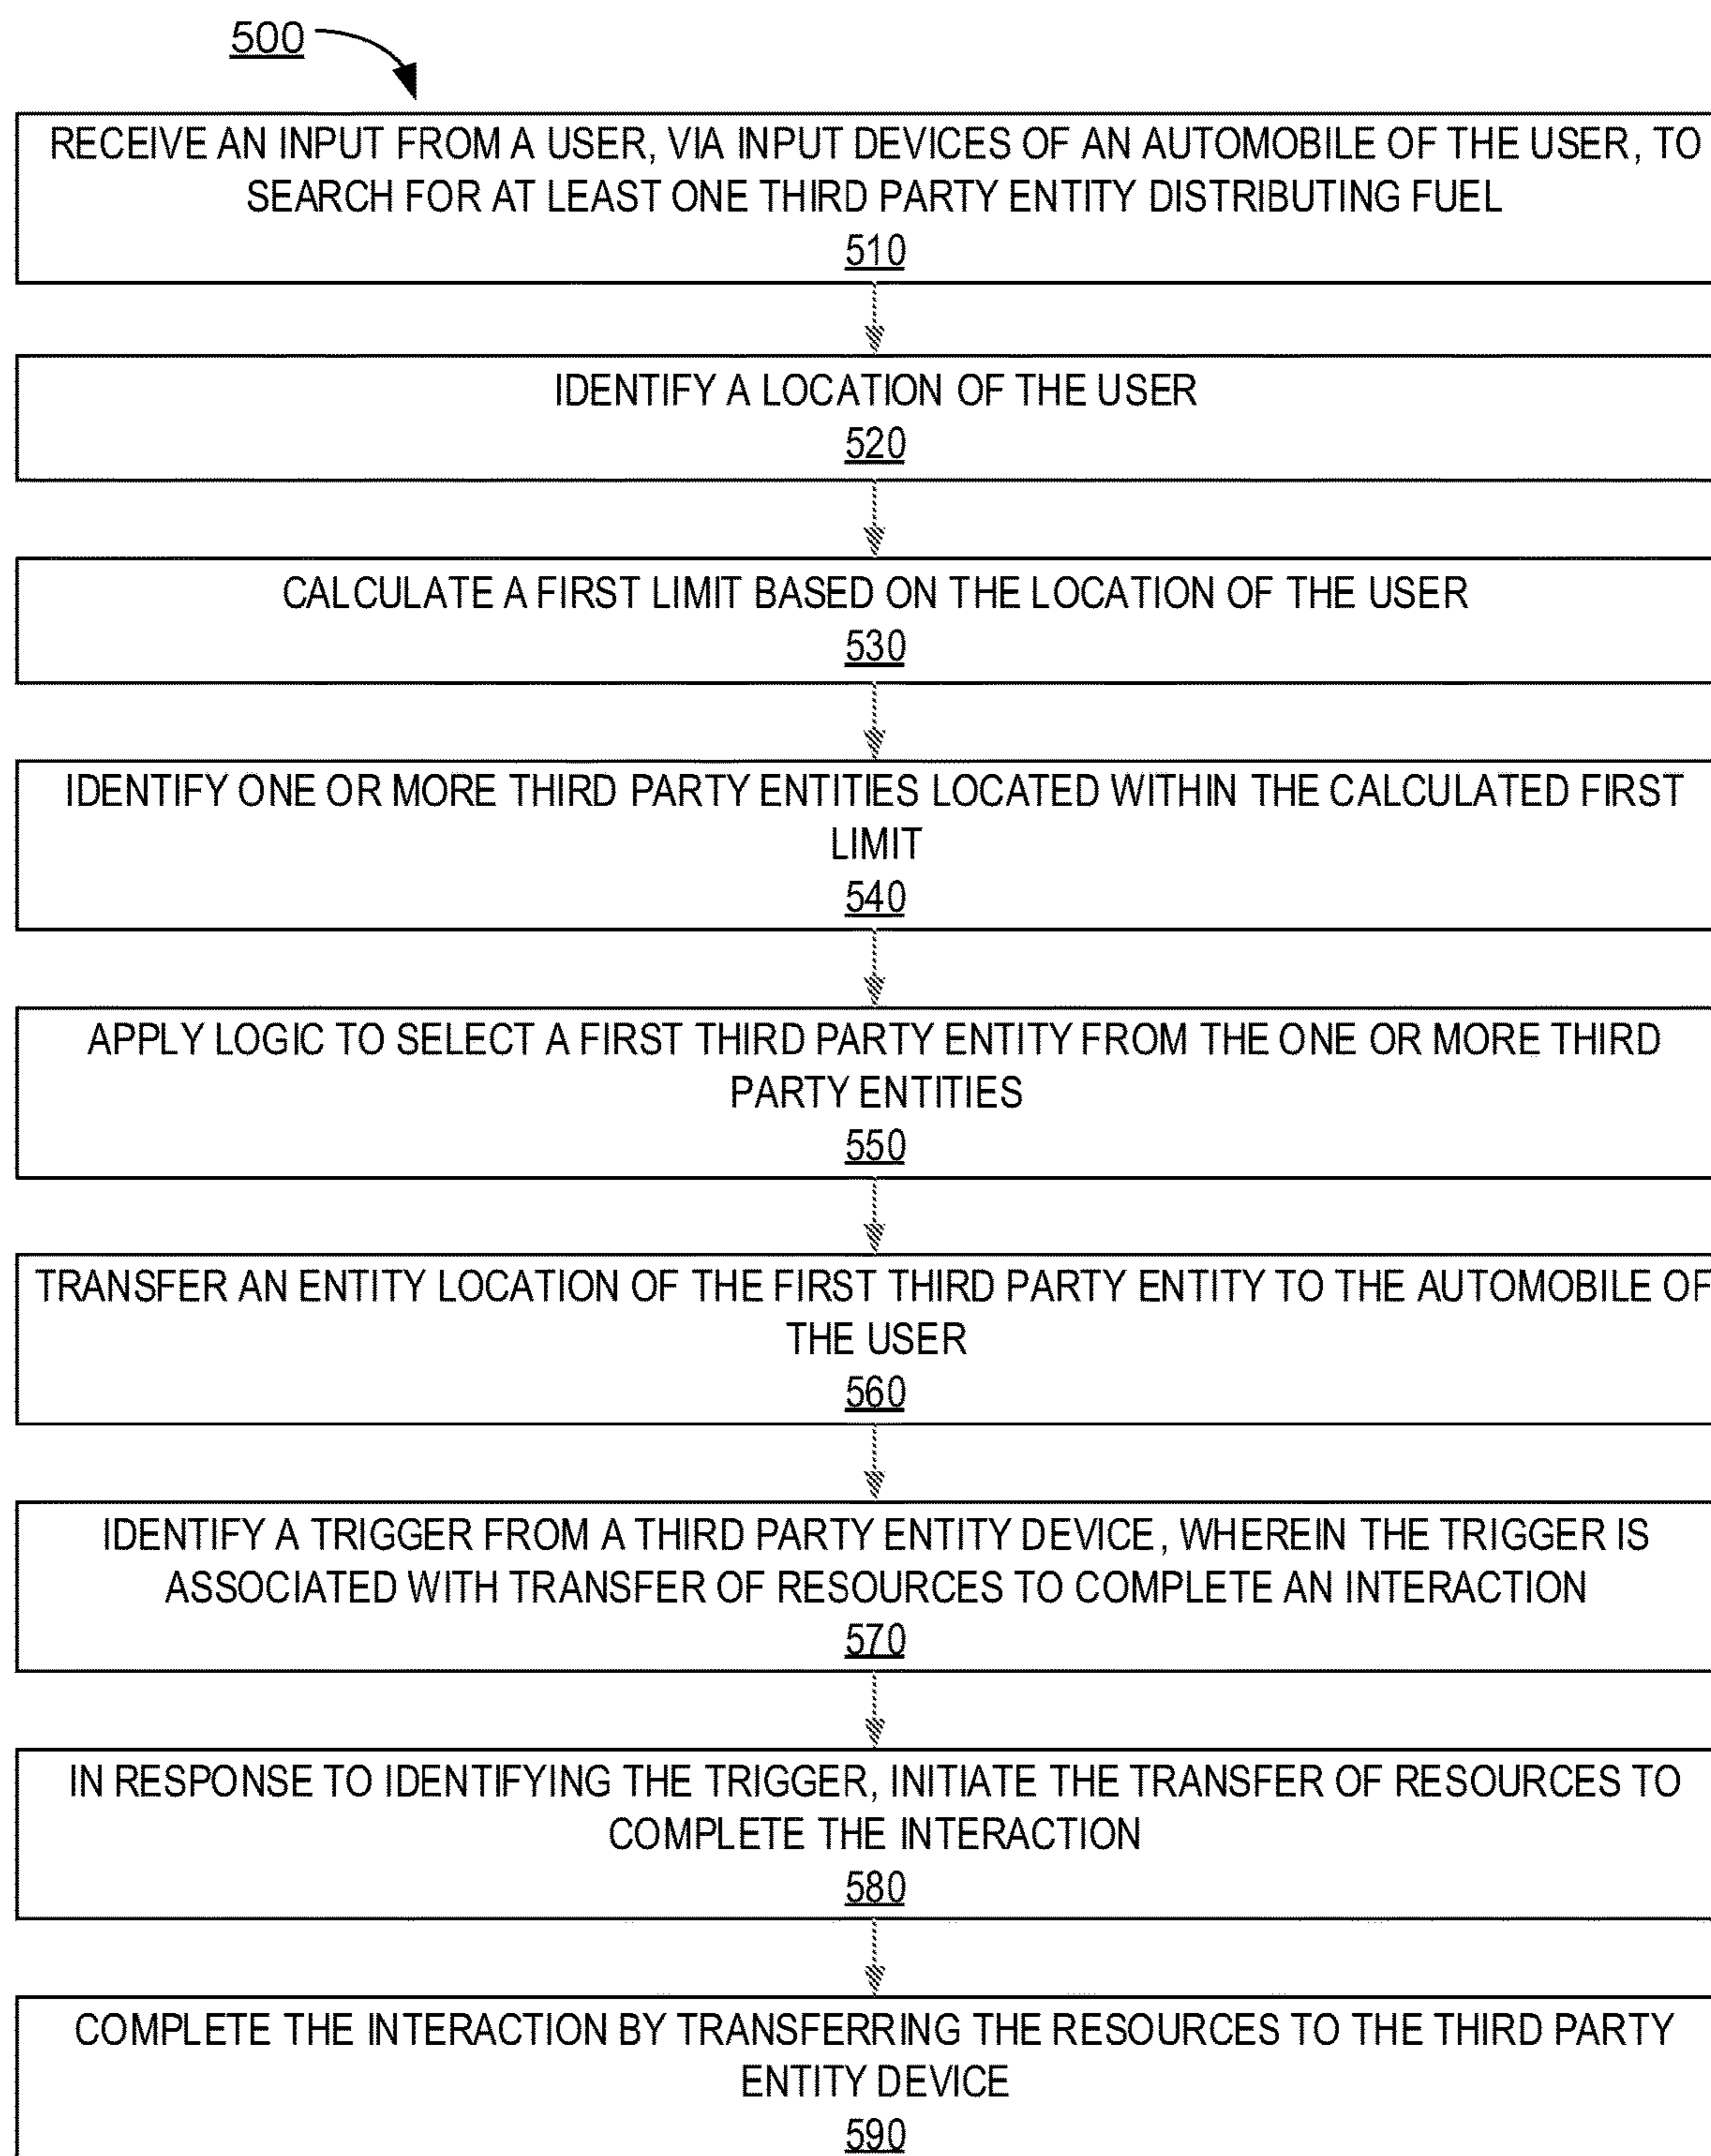 500
RECEIVE AN INPUT FROM A USER, VIA INPUT DEVICES OF AN AUTOMOBILE OF THE USER, TO
SEARCH FOR AT LEAST ONE THIRD PARTY ENTITY DISTRIBUTING FUEL
510
IDENTIFY A LOCATION OF THE USER
520
CALCULATE A FIRST LIMIT BASED ON THE LOCATION OF THE USER
530
IDENTIFY ONE OR MORE THIRD PARTY ENTITIES LOCATED WITHIN THE CALCULATED FIRST
LIMIT
540
APPLY LOGIC TO SELECT A FIRST THIRD PARTY ENTITY FROM THE ONE OR MORE THIRD
PARTY ENTITIES
550
TRANSFER AN ENTITY LOCATION OF THE FIRST THIRD PARTY ENTITY TO THE AUTOMOBILE OF
THE USER
560
IDENTIFY A TRIGGER FROM A THIRD PARTY ENTITY DEVICE, WHEREIN THE TRIGGER IS
ASSOCIATED WITH TRANSFER OF RESOURCES TO COMPLETE AN INTERACTION
570
IN RESPONSE TO IDENTIFYING THE TRIGGER, INITIATE THE TRANSFER OF RESOURCES TO
COMPLETE THE INTERACTION
580
COMPLETE THE INTERACTION BY TRANSFERRING THE RESOURCES TO THE THIRD PARTY
ENTITY DEVICE
590